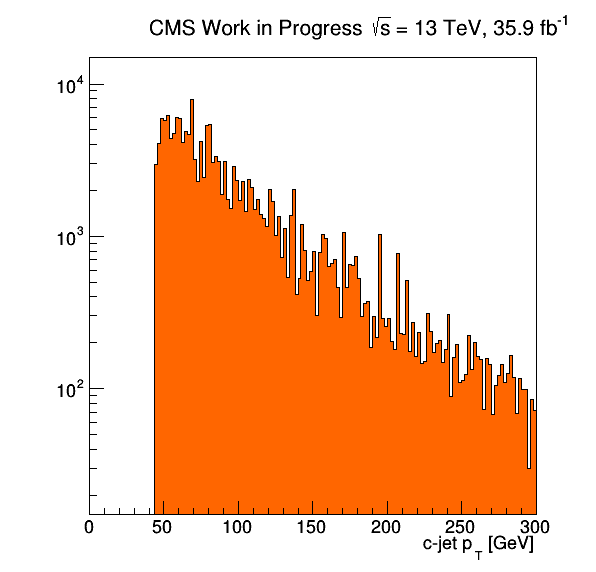 CMS Work in Progress √s = 13 TeV, 35.9 fb⁻¹
10⁴
10³
10²
0 50 100 150 200 250 300
c-jet p_T [GeV]